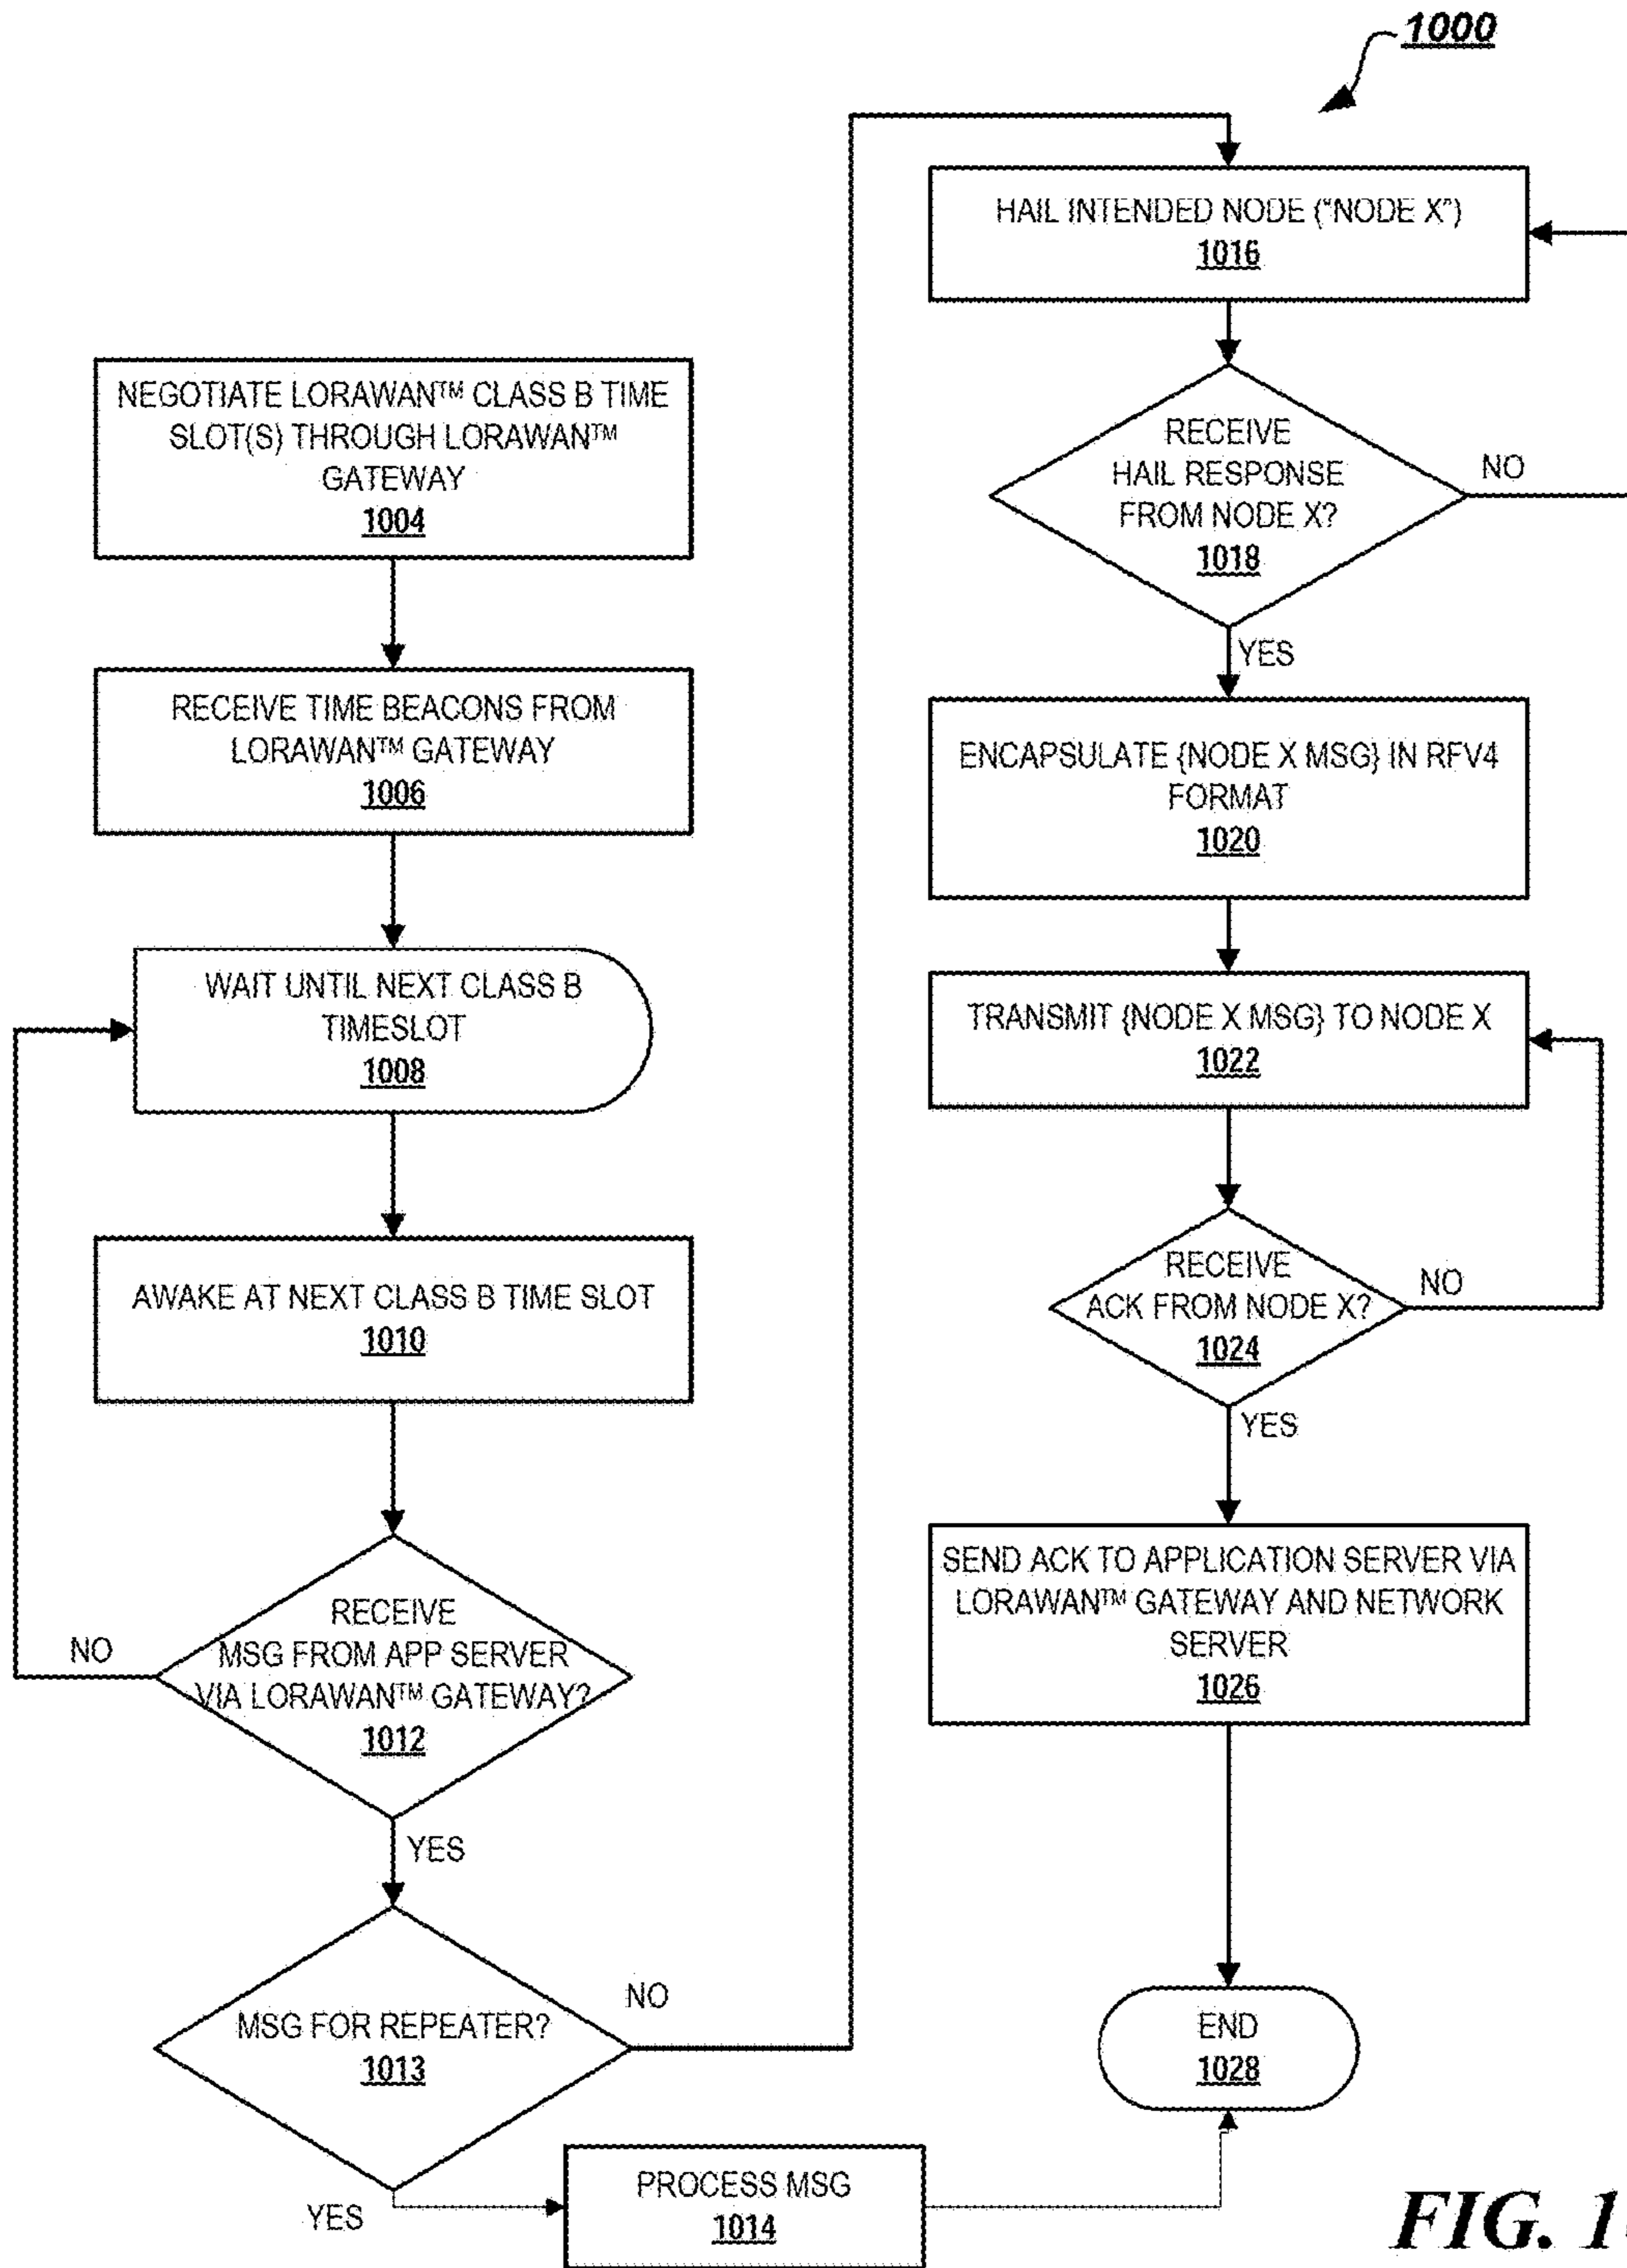 1000
NEGOTIATE LORAWAN™ CLASS B TIME
SLOT(S) THROUGH LORAWAN™
GATEWAY
1004
RECEIVE TIME BEACONS FROM
LORAWAN™ GATEWAY
1006
WAIT UNTIL NEXT CLASS B
TIMESLOT
1008
AWAKE AT NEXT CLASS B TIME SLOT
1010
RECEIVE
MSG FROM APP SERVER
VIA LORAWAN™ GATEWAY?
1012
NO
YES
MSG FOR REPEATER?
1013
NO
YES
PROCESS MSG
1014
HAIL INTENDED NODE ("NODE X")
1016
RECEIVE
HAIL RESPONSE
FROM NODE X?
1018
NO
YES
ENCAPSULATE {NODE X MSG} IN RFV4
FORMAT
1020
TRANSMIT {NODE X MSG} TO NODE X
1022
RECEIVE
ACK FROM NODE X?
1024
NO
YES
SEND ACK TO APPLICATION SERVER VIA
LORAWAN™ GATEWAY AND NETWORK
SERVER
1026
END
1028
FIG.